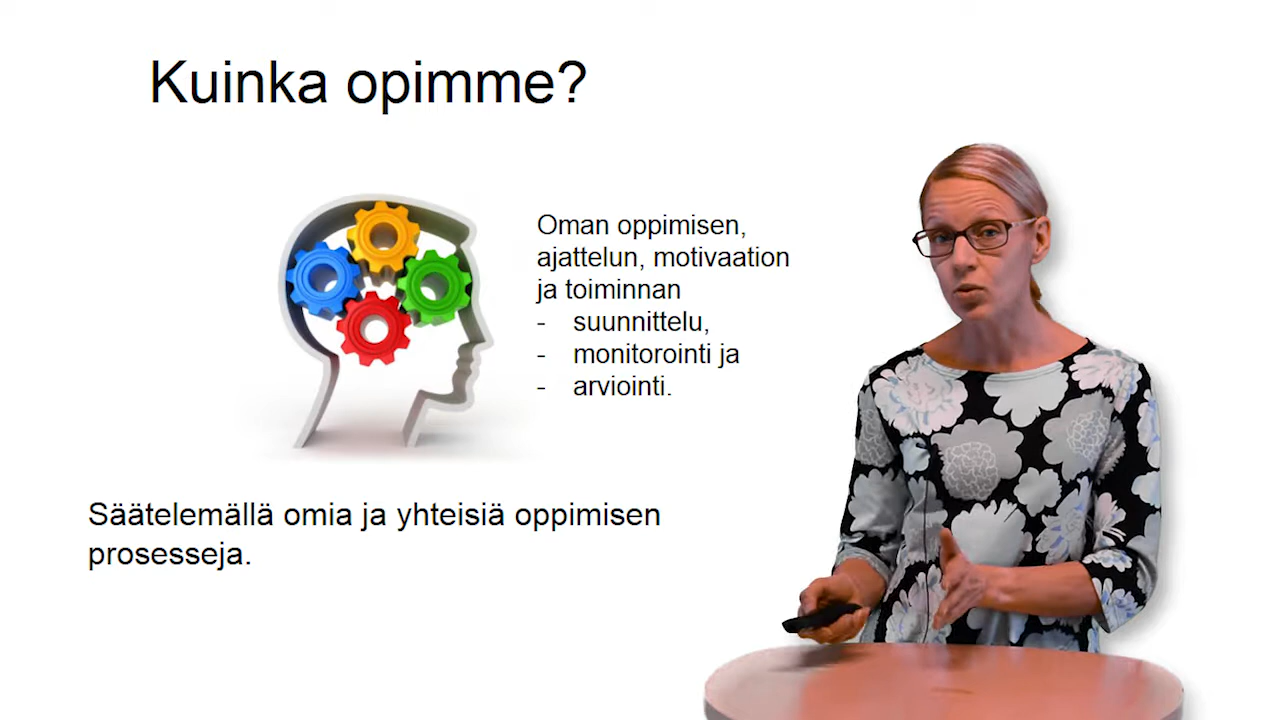 Kuinka opimme?
Oman oppimisen,
ajattelun, motivaation
ja toiminnan
- suunnittelu,
- monitorointi ja
- arviointi.
Säätelemällä omia ja yhteisiä oppimisen
prosesseja.